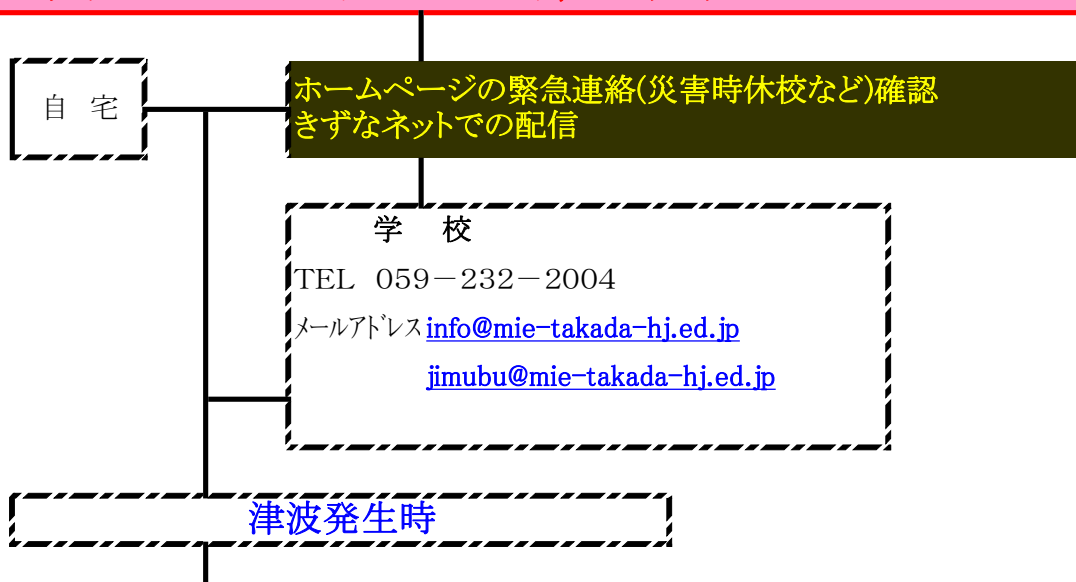 自 宅
ホームページの緊急連絡(災害時休校など)確認
きずなネットでの配信
学 校
TEL 059－232－2004
メールアドレス info@mie-takada-hj.ed.jp
jimubu@mie-takada-hj.ed.jp
津波発生時